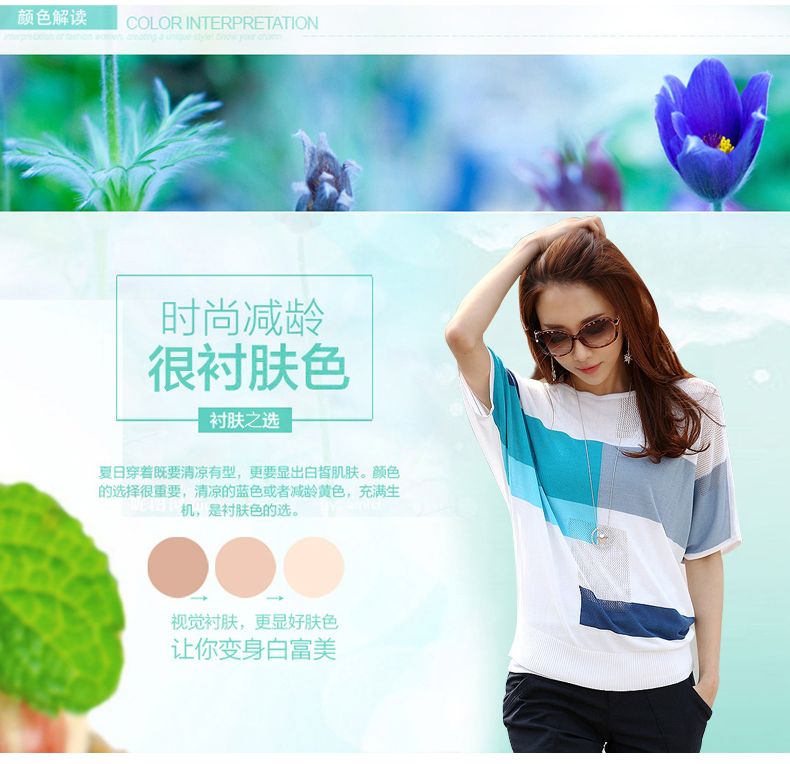 颜色解读
COLOR INTERPRETATION
Interpretation of fashion women, creating a unique style! Show your charm
时尚减龄
很衬肤色
衬肤之选
夏日穿着既要清凉有型，更要显出白皙肌肤。颜色
的选择很重要，清凉的蓝色或者减龄黄色，充满生
机，是衬肤色的选。
视觉衬肤，更显好肤色
让你变身白富美